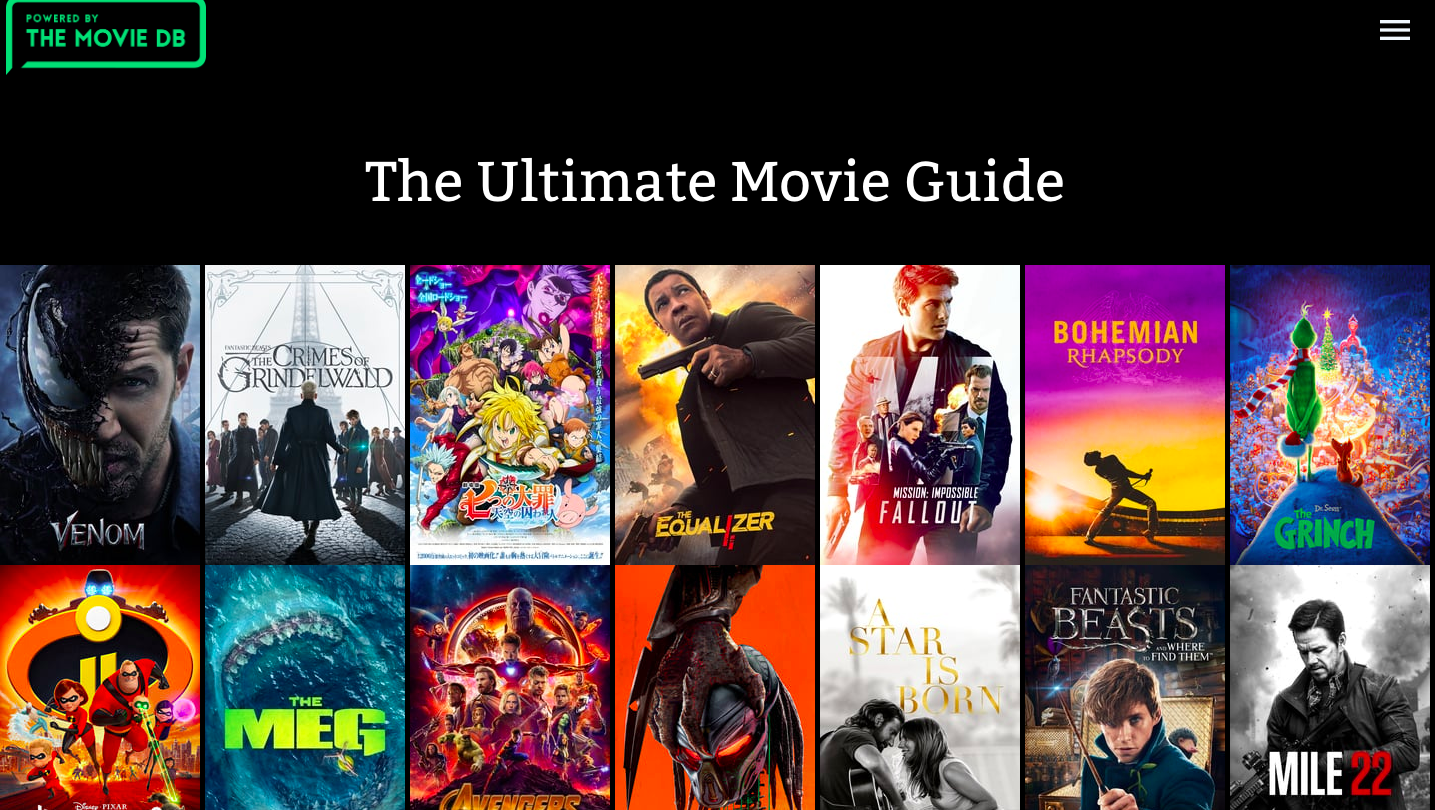 POWERED BY
THE MOVIE DB
The Ultimate Movie Guide
VENOM
FANTASTIC BEASTS
THE CRIMES OF
GRINDELWALD
七つの大罪
天空の囚われ人
THE
EQUALIZER
II
MISSION: IMPOSSIBLE
FALLOUT
BOHEMIAN
RHAPSODY
Dr. Seuss'
The
GRINCH
II
Disney · PIXAR
THE
MEG
AVENGERS
A
STAR
IS
BORN
FANTASTIC
BEASTS
AND WHERE
TO FIND THEM
MILE 22